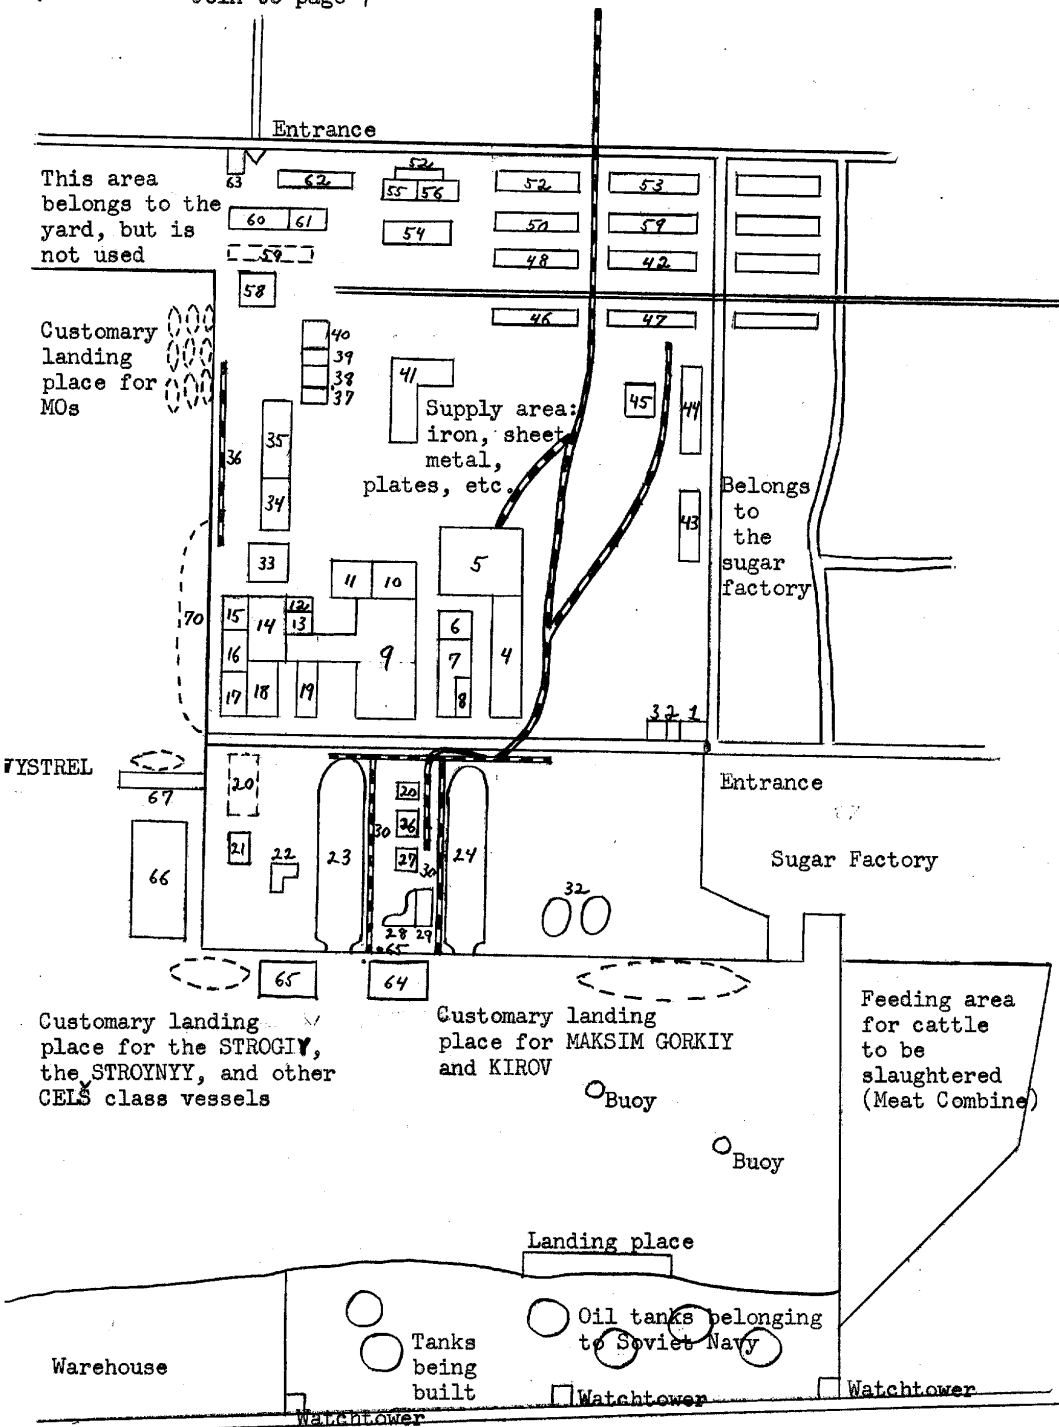 Join to page 7
Entrance
This area
belongs to the
yard, but is
not used
63
62
52
55 56
52
53
60 61
54
50
59
59
48
42
58
46
47
Customary
landing
place for
MOs
40
39
38
37
41
45
44
Supply area:
iron, sheet
metal,
plates, etc.
36
35
34
43
Belongs
to
the
sugar
factory
33
11 10
5
70
15
14
12
13
16
9
6
7
4
17
18
19
8
3 2 1
YSTREL
67
20
20
Entrance
66
21
22
23
30
26
27
30
24
Sugar Factory
32
28 29
65
65
64
Customary landing
place for the STROGIY,
the STROYNYY, and other
CELŠ class vessels
Customary landing
place for MAKSIM GORKIY
and KIROV
Feeding area
for cattle
to be
slaughtered
(Meat Combine)
Buoy
Buoy
Landing place
Oil tanks belonging
to Soviet Navy
Tanks
being
built
Warehouse
Watchtower
Watchtower
Watchtower